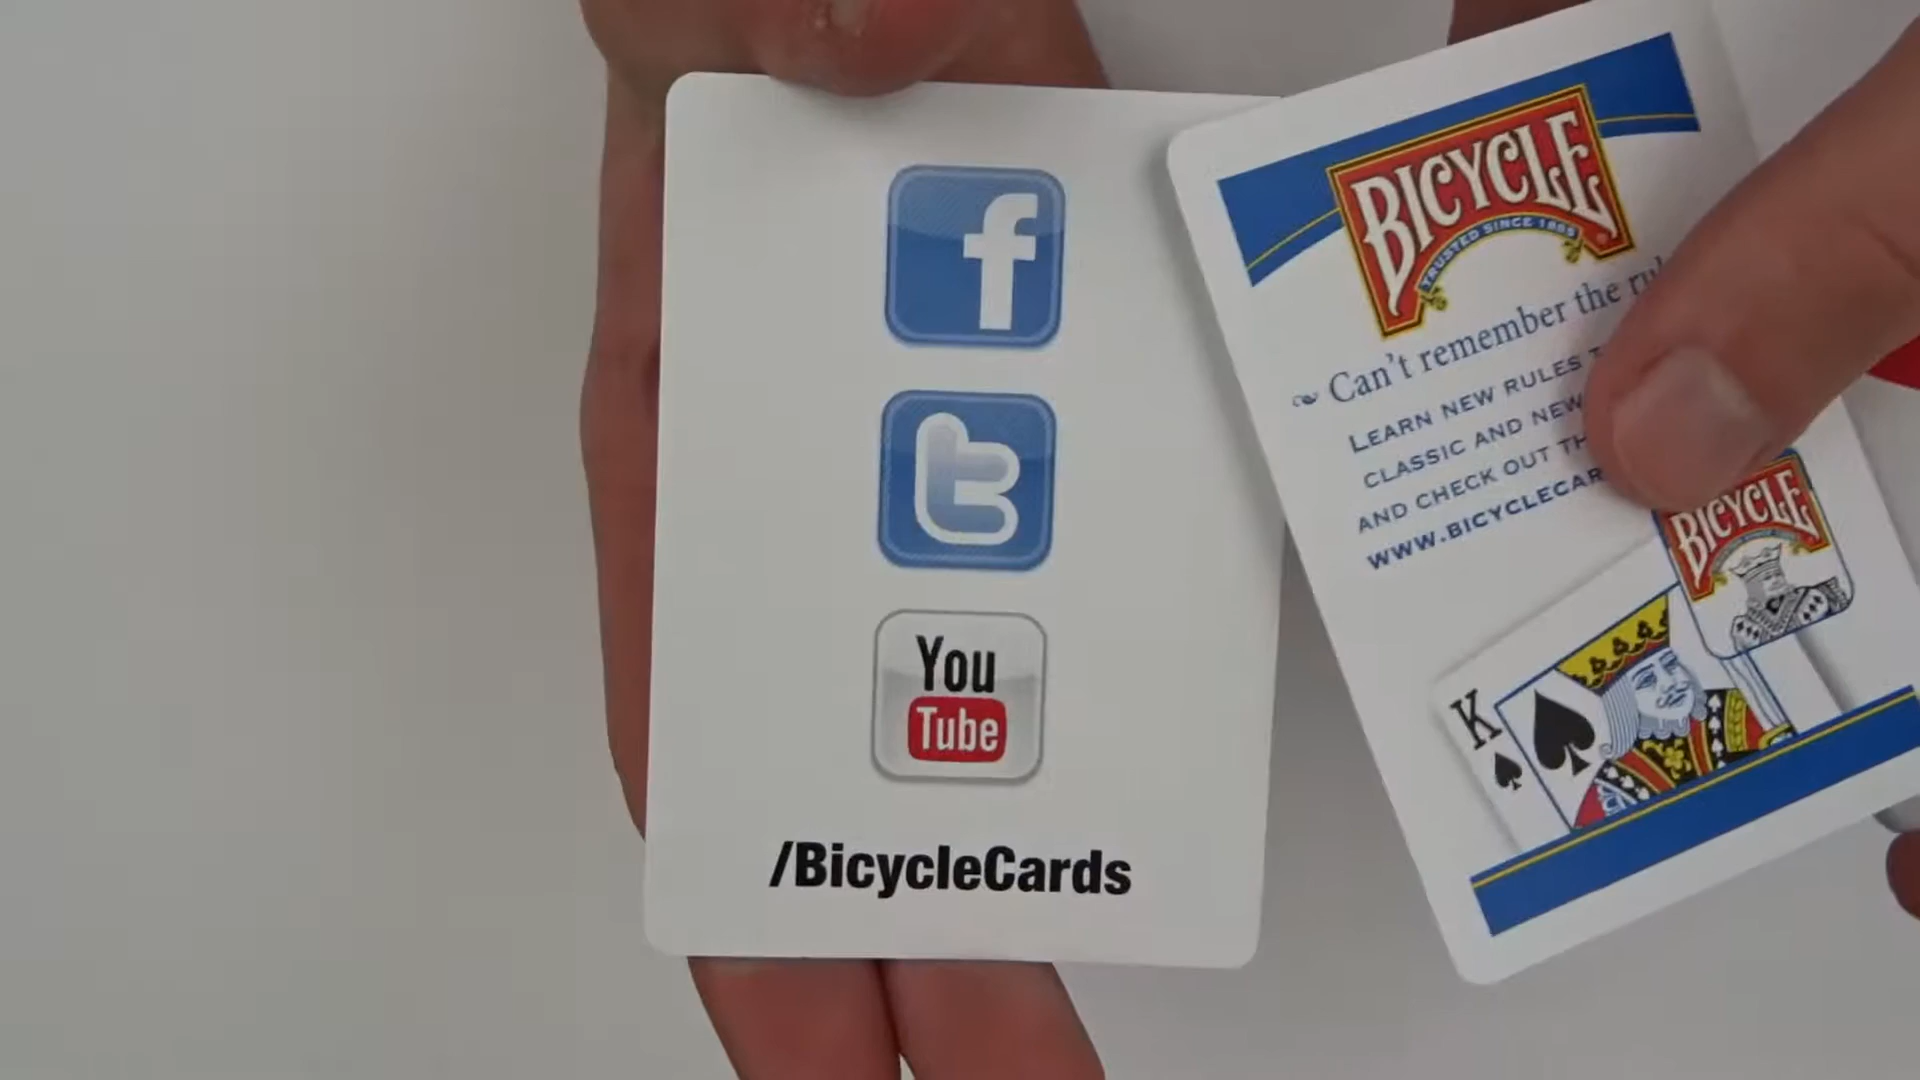 f
t
You
Tube
/BicycleCards
BICYCLE
TRUSTED SINCE 1885
Can't remember the
LEARN NEW RULES
CLASSIC AND NEW
AND CHECK OUT
WWW.BICYCLECAR
BICYCLE
K